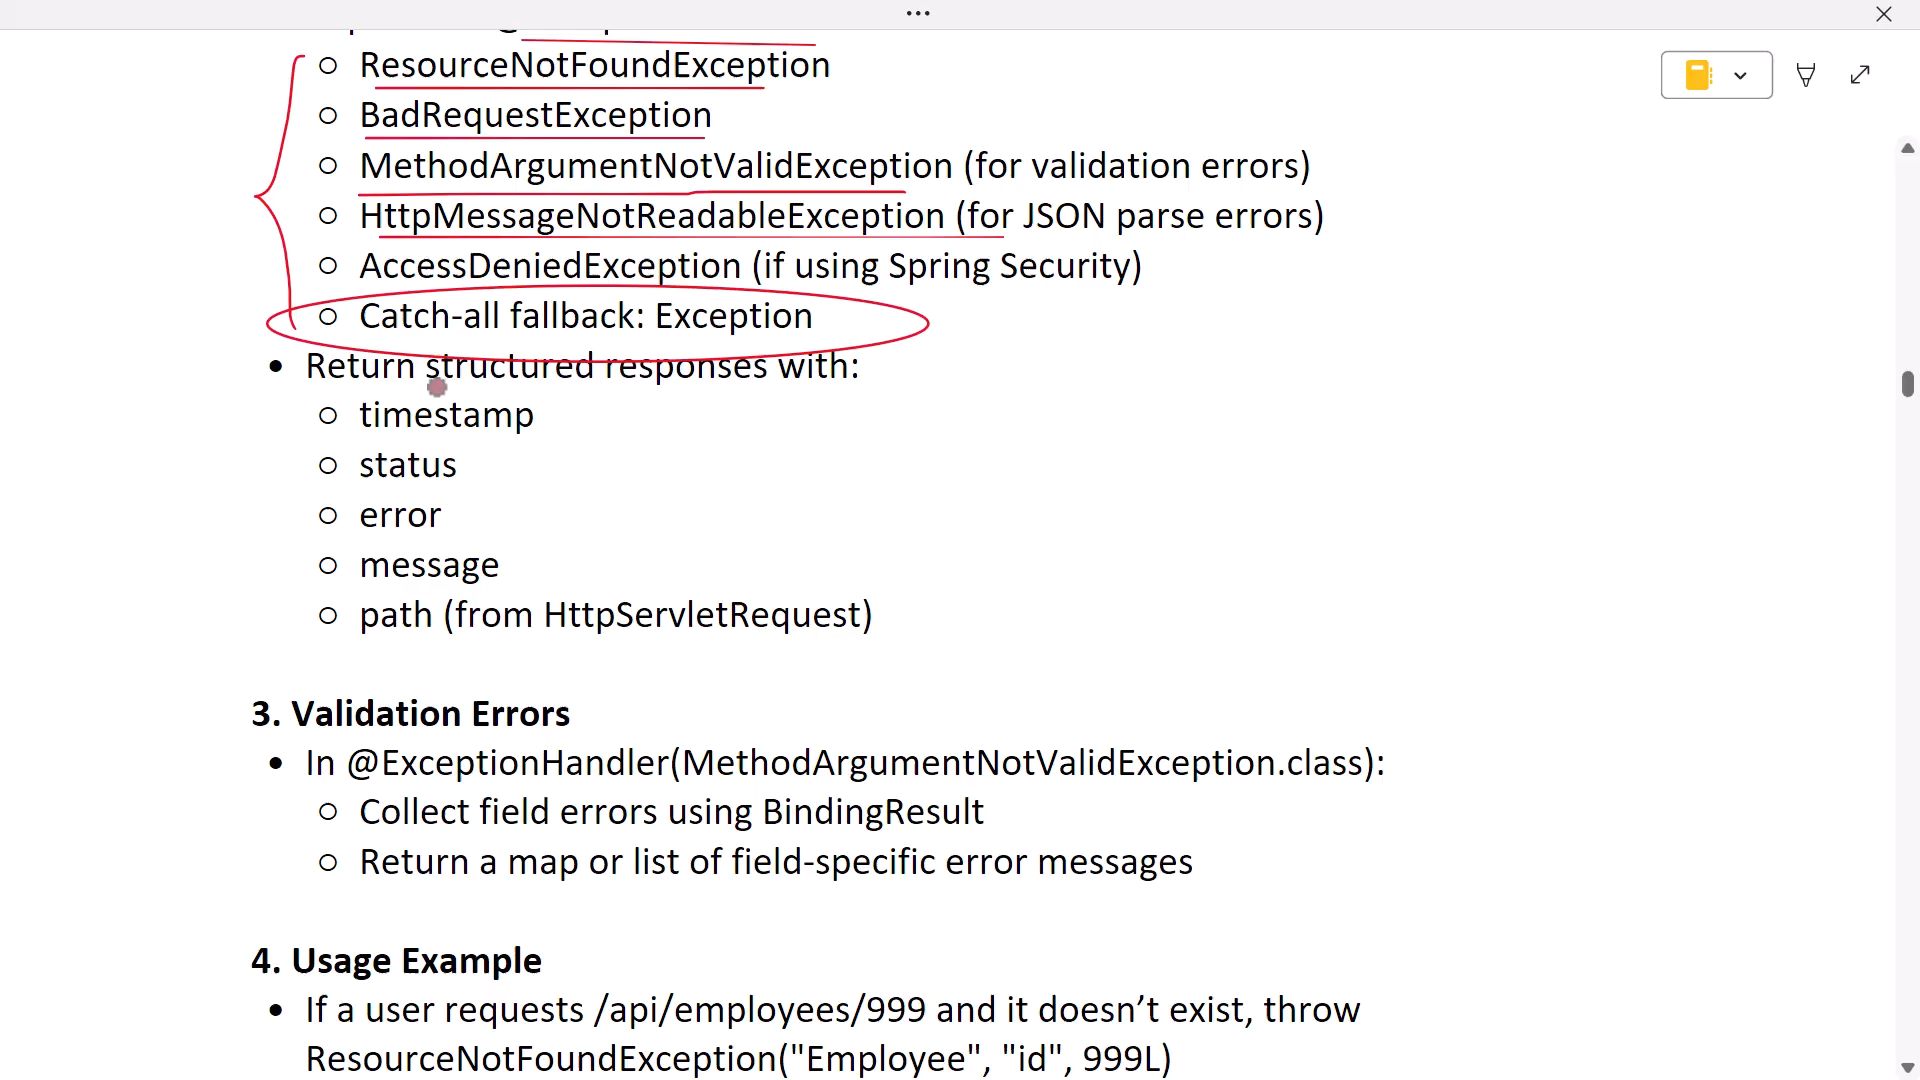 ResourceNotFoundException
BadRequestException
MethodArgumentNotValidException (for validation errors)
HttpMessageNotReadableException (for JSON parse errors)
AccessDeniedException (if using Spring Security)
Catch-all fallback: Exception
Return structured responses with:
timestamp
status
error
message
path (from HttpServletRequest)
3. Validation Errors
In @ExceptionHandler(MethodArgumentNotValidException.class):
Collect field errors using BindingResult
Return a map or list of field-specific error messages
4. Usage Example
If a user requests /api/employees/999 and it doesn’t exist, throw
ResourceNotFoundException("Employee", "id", 999L)